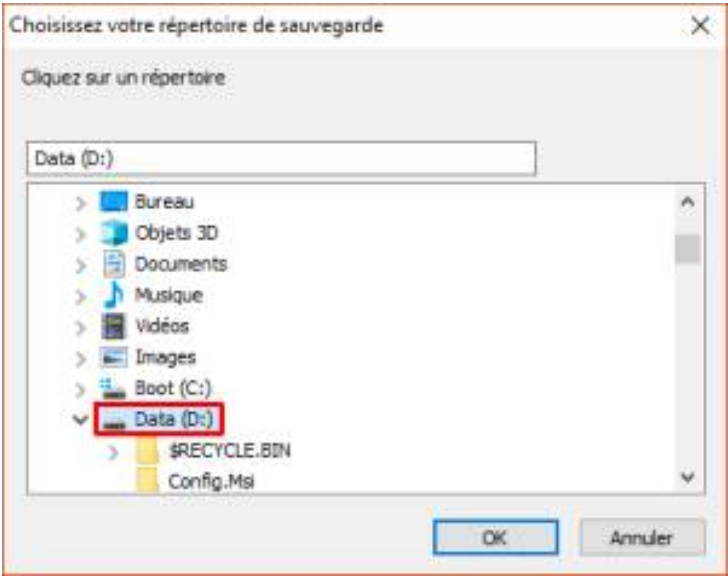 Choisissez votre répertoire de sauvegarde
Cliquez sur un répertoire
Data (D:)
Bureau
Objets 3D
Documents
Musique
Vidéos
Images
Boot (C:)
Data (D:)
$RECYCLE.BIN
Config.Msi
OK Annuler